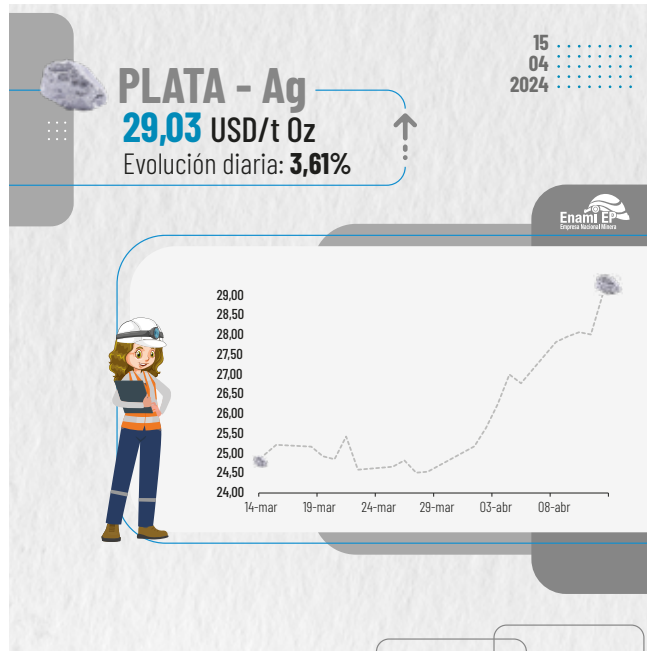 PLATA - Ag
29,03 USD/t Oz
Evolución diaria: 3,61%
15
04
2024
Enami EP
Empresa Nacional Minera
29,00
28,50
28,00
27,50
27,00
26,50
26,00
25,50
25,00
24,50
24,00
14-mar 19-mar 24-mar 29-mar 03-abr 08-abr